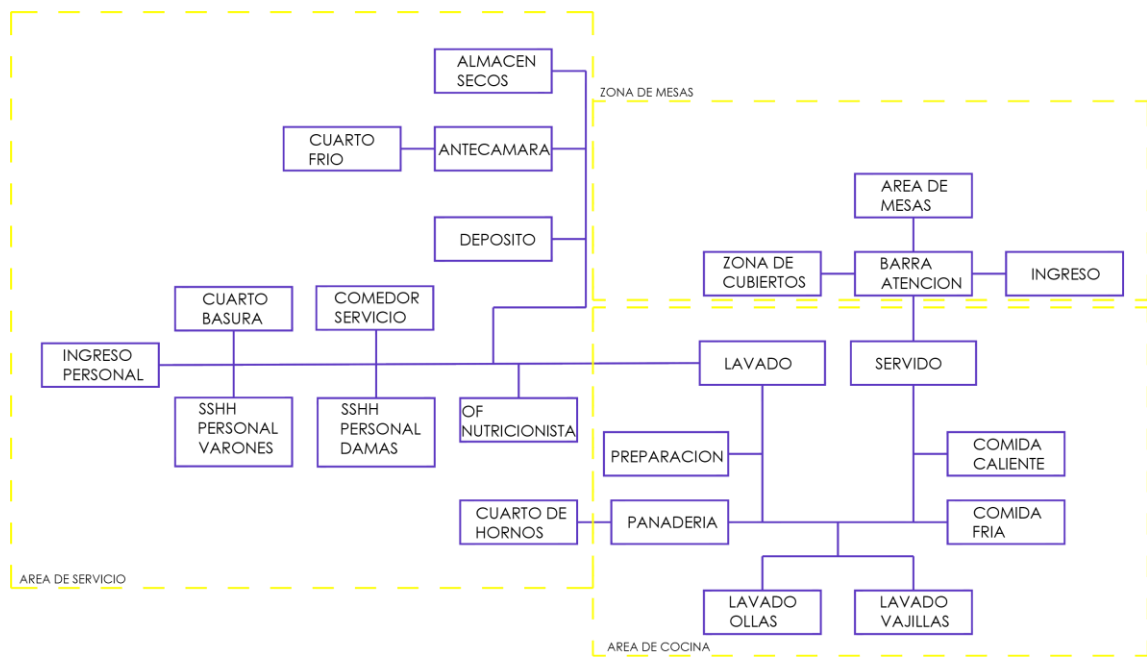 ALMACEN
SECOS
ZONA DE MESAS
CUARTO
FRIO
ANTECAMARA
AREA DE
MESAS
DEPOSITO
ZONA DE
CUBIERTOS
BARRA
ATENCION
INGRESO
CUARTO
BASURA
COMEDOR
SERVICIO
INGRESO
PERSONAL
LAVADO
SERVIDO
SSHH
PERSONAL
VARONES
SSHH
PERSONAL
DAMAS
OF
NUTRICIONISTA
PREPARACION
COMIDA
CALIENTE
CUARTO DE
HORNOS
PANADERIA
COMIDA
FRIA
AREA DE SERVICIO
LAVADO
OLLAS
LAVADO
VAJILLAS
AREA DE COCINA